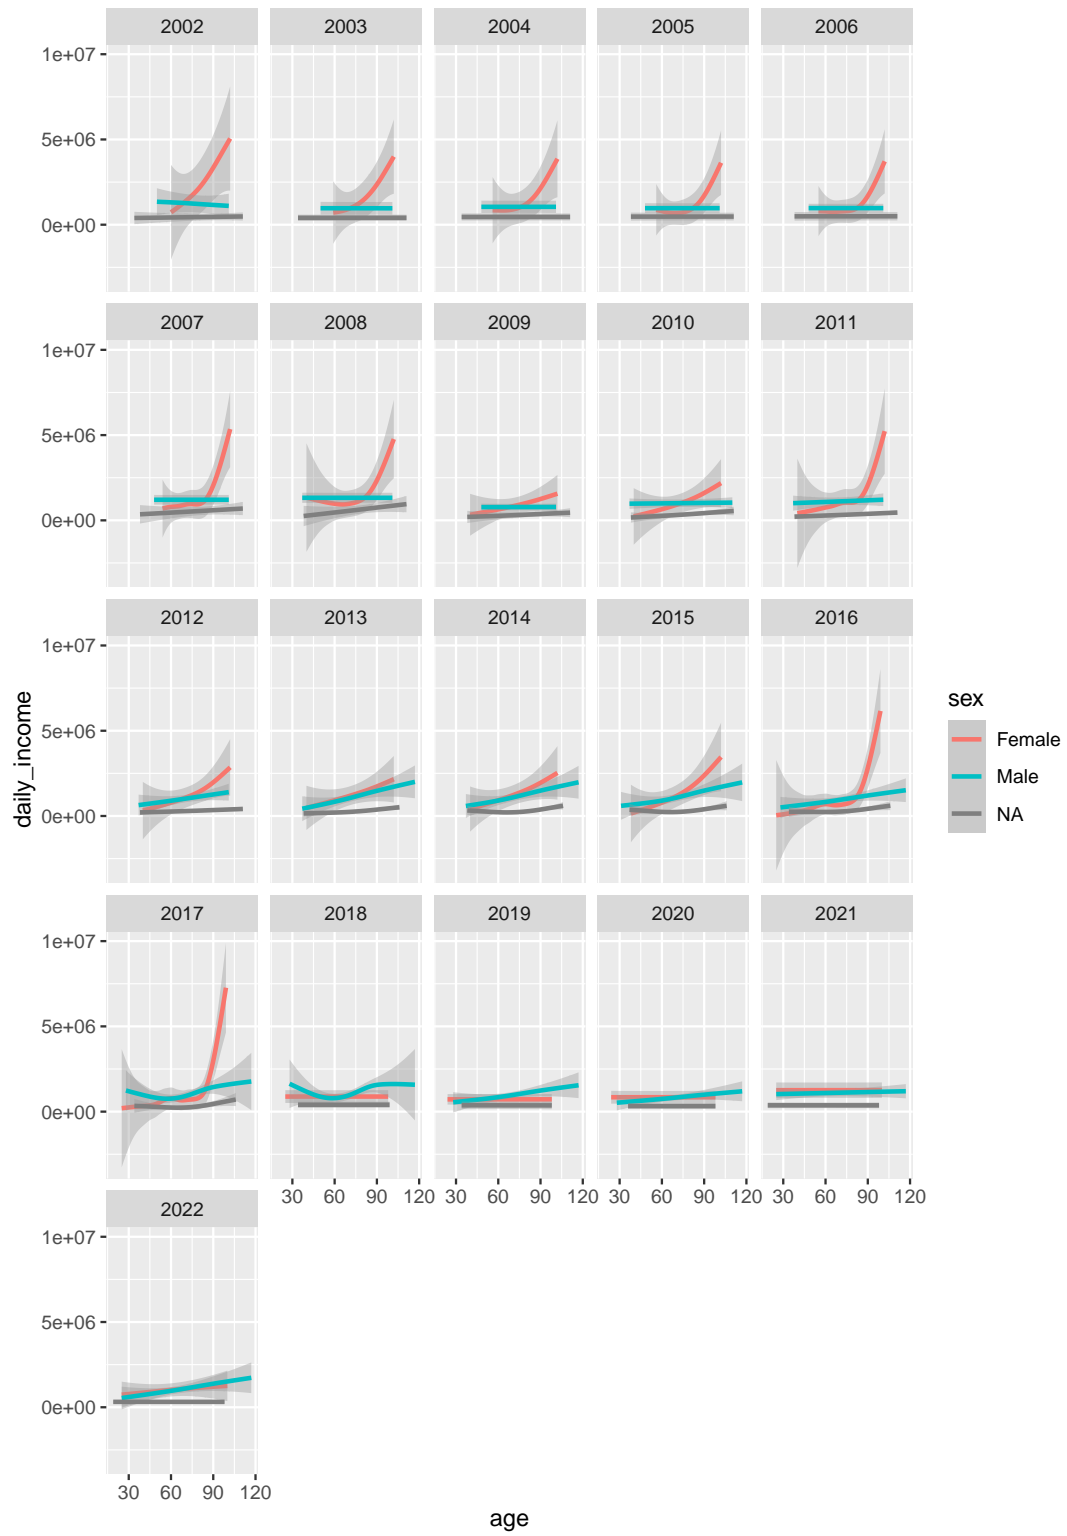 2002 2003 2004 2005 2006
1e+07
5e+06
0e+00
2007 2008 2009 2010 2011
1e+07
5e+06
0e+00
2012 2013 2014 2015 2016
1e+07
5e+06
0e+00
daily_income
sex
Female
Male
NA
2017 2018 2019 2020 2021
1e+07
5e+06
0e+00
30 60 90 120 30 60 90 120 30 60 90 120 30 60 90 120
2022
1e+07
5e+06
0e+00
30 60 90 120
age